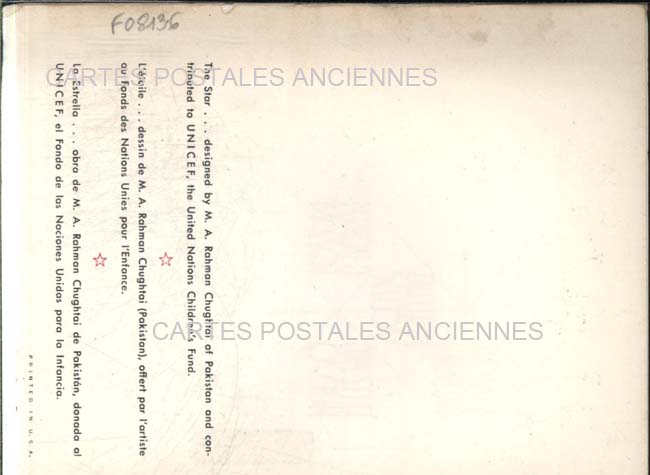 F08136
CARTES POSTALES ANCIENNES
The Star . . . designed by M. A. Rahman Chughtai of Pakistan and con-
tributed to UNICEF, the United Nations Children's Fund.
L'étoile . . . dessin de M. A. Rahman Chughtai (Pakistan), offert par l'artiste
au Fonds des Nations Unies pour l'Enfance.
La Estrella . . . obra de M. A. Rahman Chughtai de Pakistán, donada al
UNICEF, el Fondo de las Naciones Unidas para la Infancia.
PRINTED IN U.S.A.
CARTES POSTALES ANCIENNES